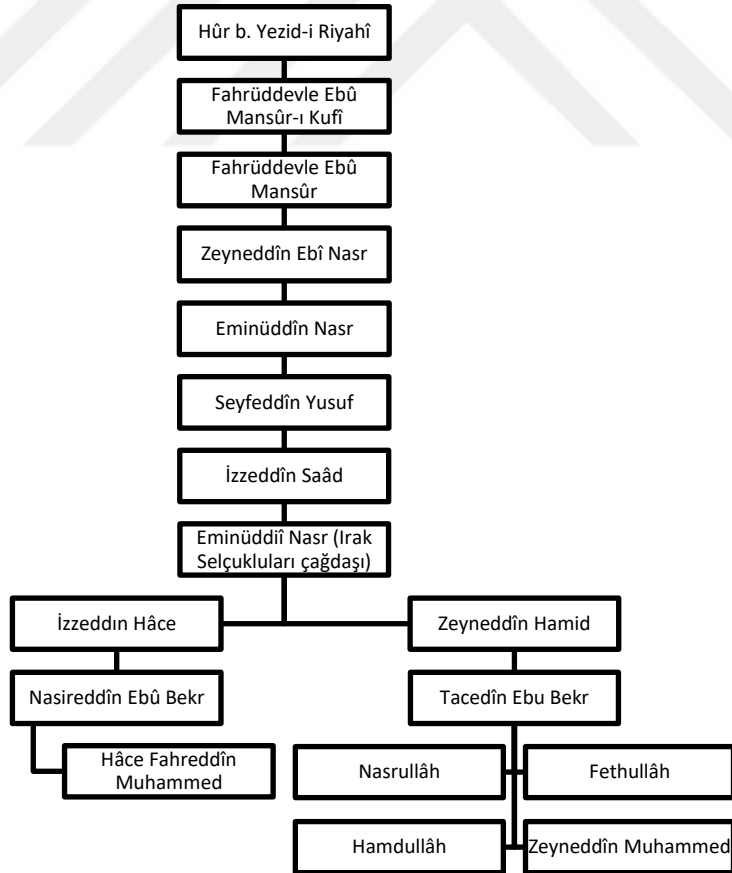 Hûr b. Yezid-i Riyahî
Fahrüddevle Ebû
Mansûr-ı Kufî
Fahrüddevle Ebû
Mansûr
Zeyneddîn Ebî Nasr
Eminüddîn Nasr
Seyfeddîn Yusuf
İzzeddîn Saâd
Eminüddiî Nasr (Irak
Selçukluları çağdaşı)
İzzeddın Hâce
Zeyneddîn Hamid
Nasireddîn Ebû Bekr
Tacedîn Ebu Bekr
Hâce Fahreddîn
Muhammed
Nasrullâh
Fethullâh
Hamdullâh
Zeyneddîn Muhammed